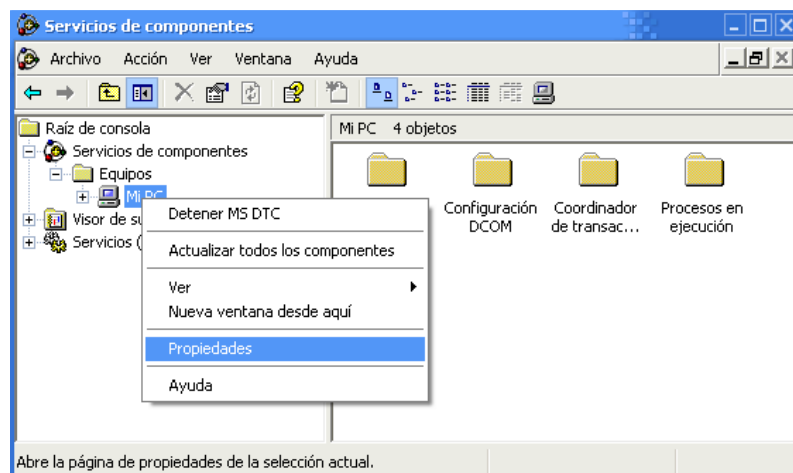 Servicios de componentes
Archivo Acción Ver Ventana Ayuda
Raíz de consola
Servicios de componentes
Equipos
Mi PC
Visor de su
Servicios (
Mi PC 4 objetos
Configuración DCOM
Coordinador de transac...
Procesos en ejecución
Detener MS DTC
Actualizar todos los componentes
Ver
Nueva ventana desde aquí
Propiedades
Ayuda
Abre la página de propiedades de la selección actual.